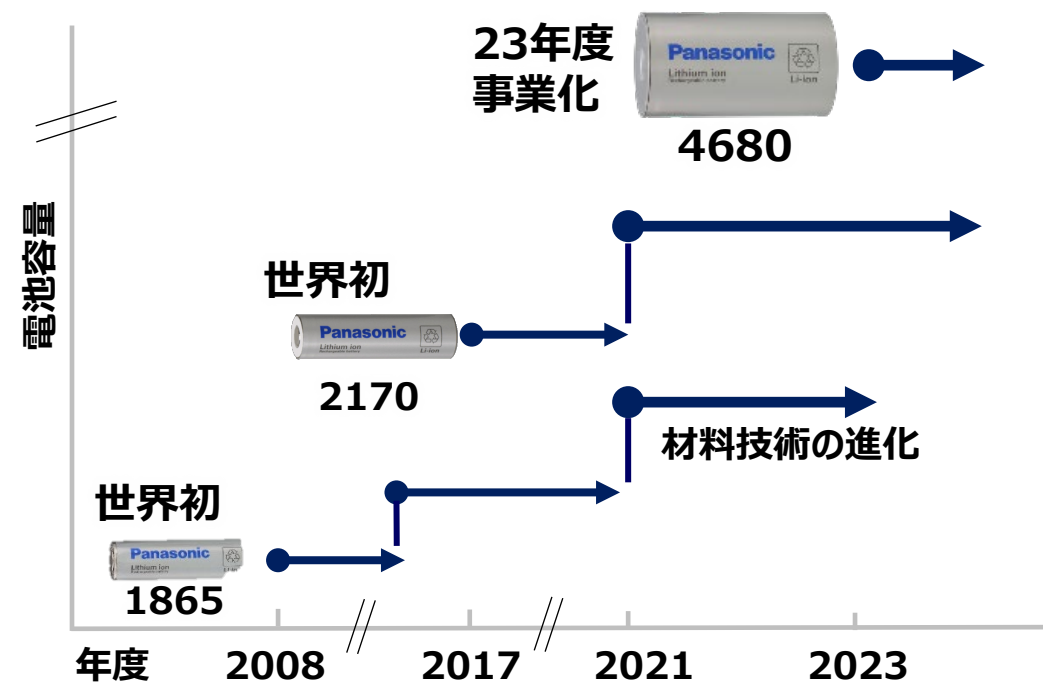 23年度
事業化
Panasonic
Lithium ion
Li-ion
4680
電池容量
世界初
Panasonic
Lithium ion
Li-ion
2170
材料技術の進化
世界初
Panasonic
Lithium ion
1865
年度 2008 2017 2021 2023